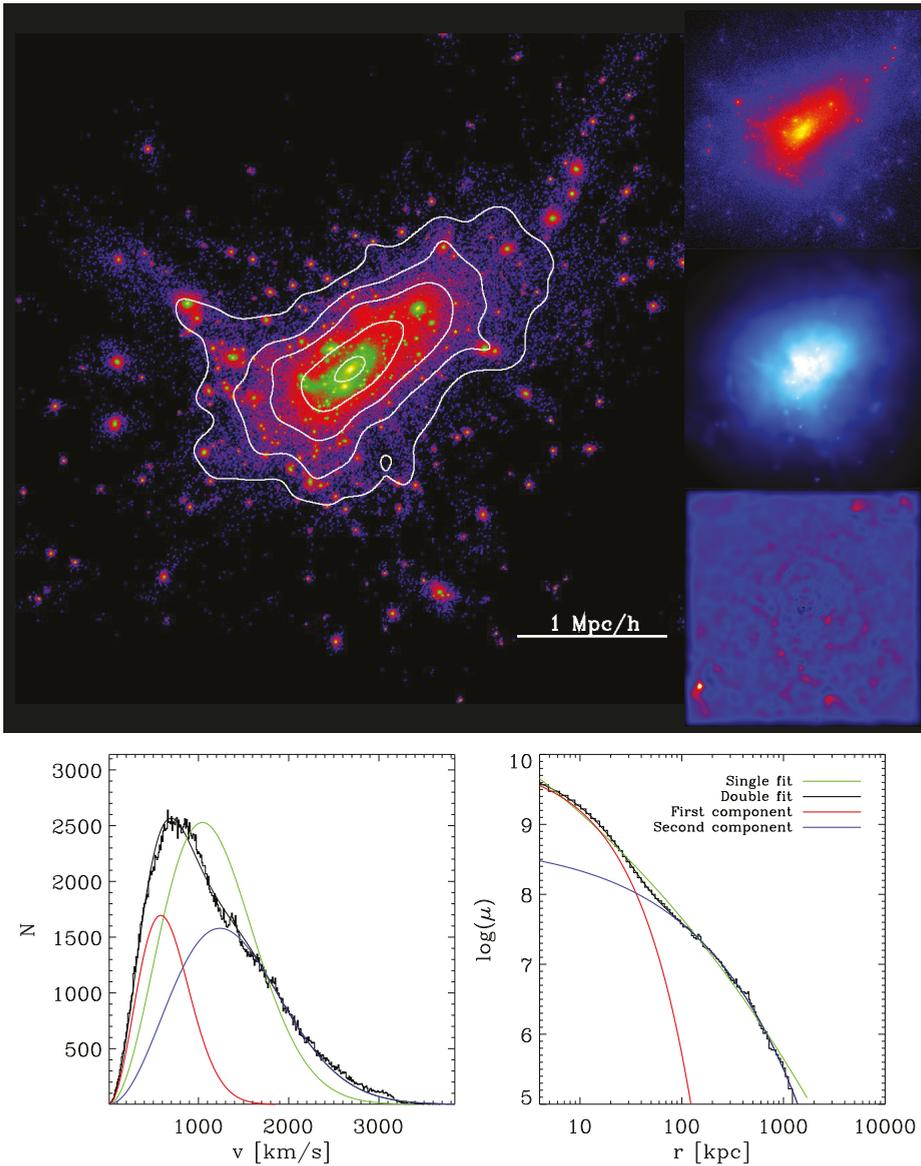 1 Mpc/h
3000
2500
2000
1500
1000
500
N
1000 2000 3000
v [km/s]
10
9
8
7
6
5
log(μ)
Single fit
Double fit
First component
Second component
10 100 1000 10000
r [kpc]